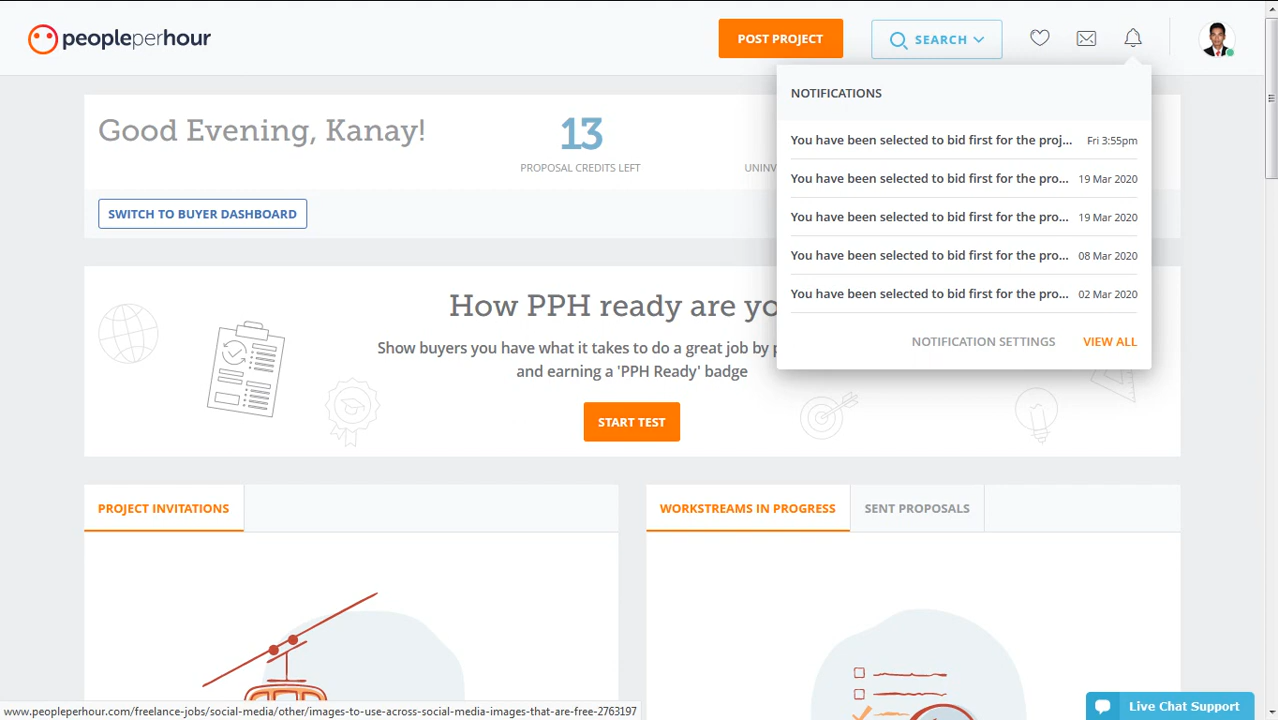 peopleperhour
POST PROJECT
SEARCH
NOTIFICATIONS
You have been selected to bid first for the proj... Fri 3:55pm
You have been selected to bid first for the pro... 19 Mar 2020
You have been selected to bid first for the pro... 19 Mar 2020
You have been selected to bid first for the pro... 08 Mar 2020
You have been selected to bid first for the pro... 02 Mar 2020
NOTIFICATION SETTINGS VIEW ALL
Good Evening, Kanay!
13
PROPOSAL CREDITS LEFT
SWITCH TO BUYER DASHBOARD
How PPH ready are
Show buyers you have what it takes to do a great job by
and earning a 'PPH Ready' badge
START TEST
PROJECT INVITATIONS
WORKSTREAMS IN PROGRESS SENT PROPOSALS
www.peopleperhour.com/freelance-jobs/social-media/other/images-to-use-across-social-media-images-that-are-free-2763197
Live Chat Support